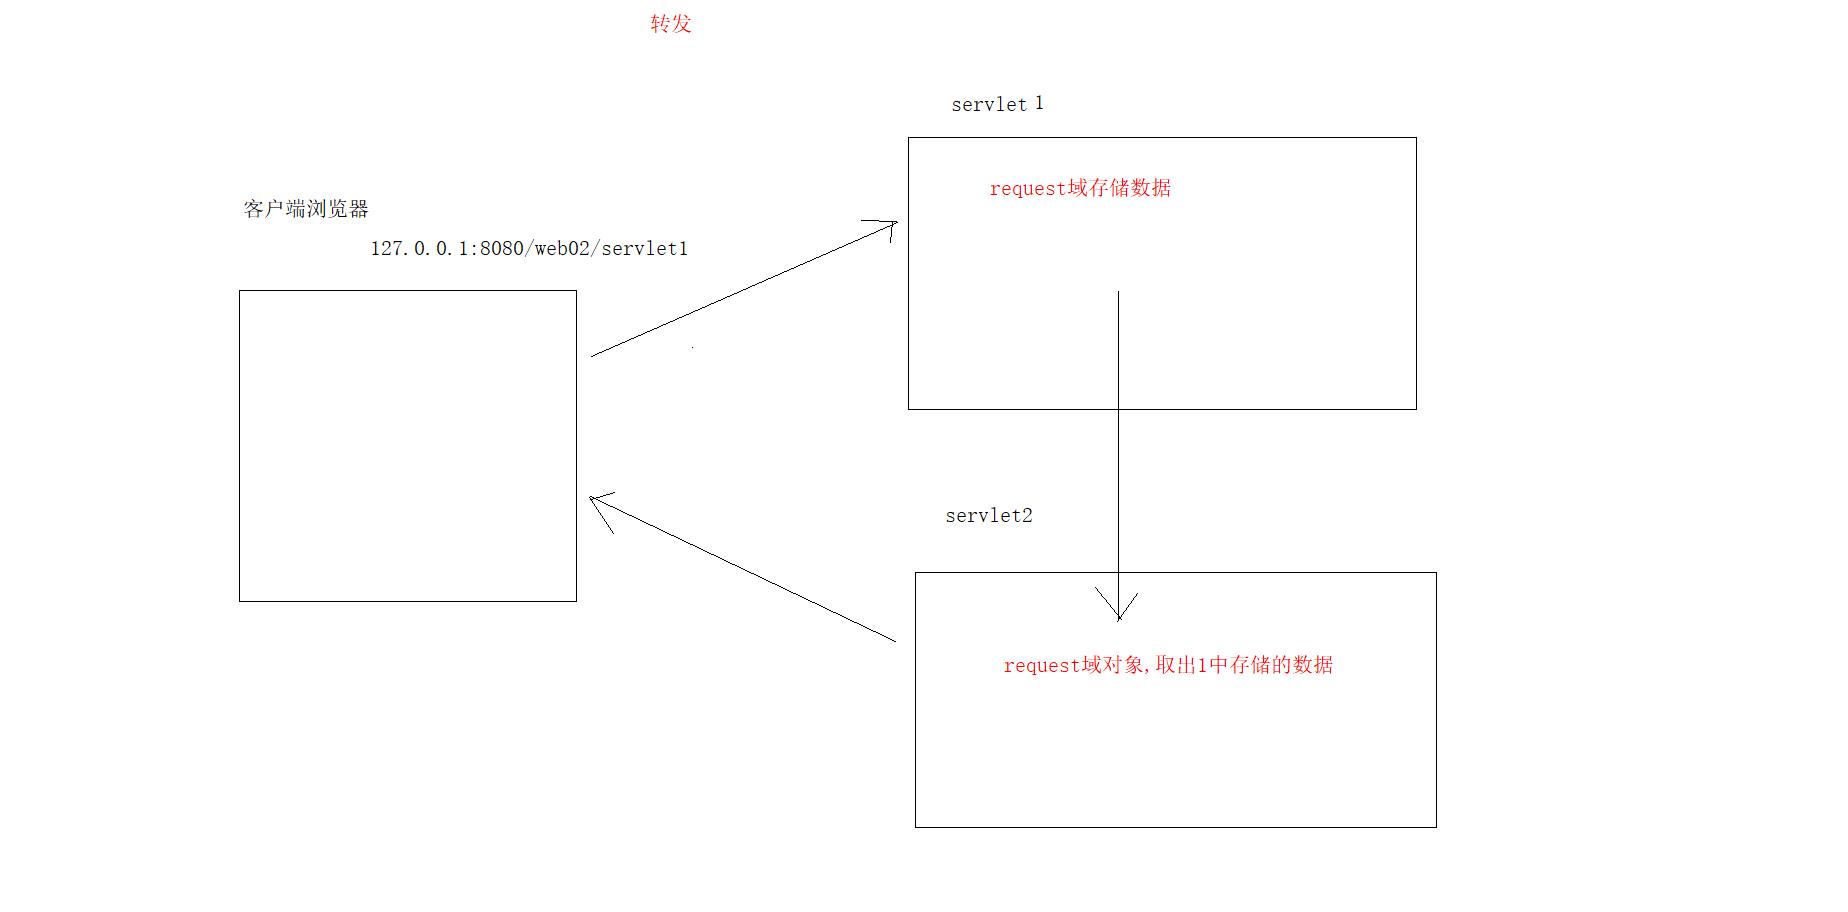 转发
servlet 1
request域存储数据
客户端浏览器
127.0.0.1:8080/web02/servlet1
servlet2
request域对象,取出1中存储的数据